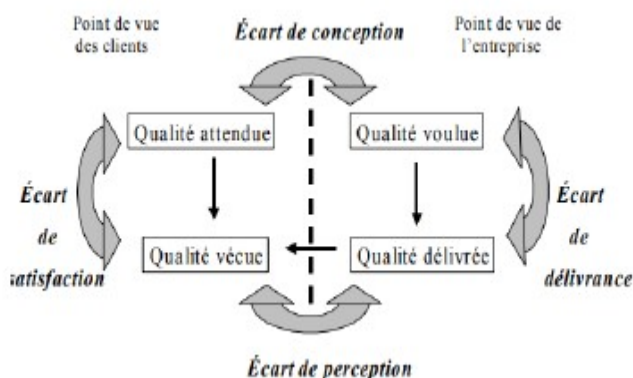 Point de vue
des clients
Écart de conception
Point de vue de
l'entreprise
Qualité attendue
Qualité voulue
Écart
de
satisfaction
Écart
de
délivrance
Qualité vécue
Qualité délivrée
Écart de perception